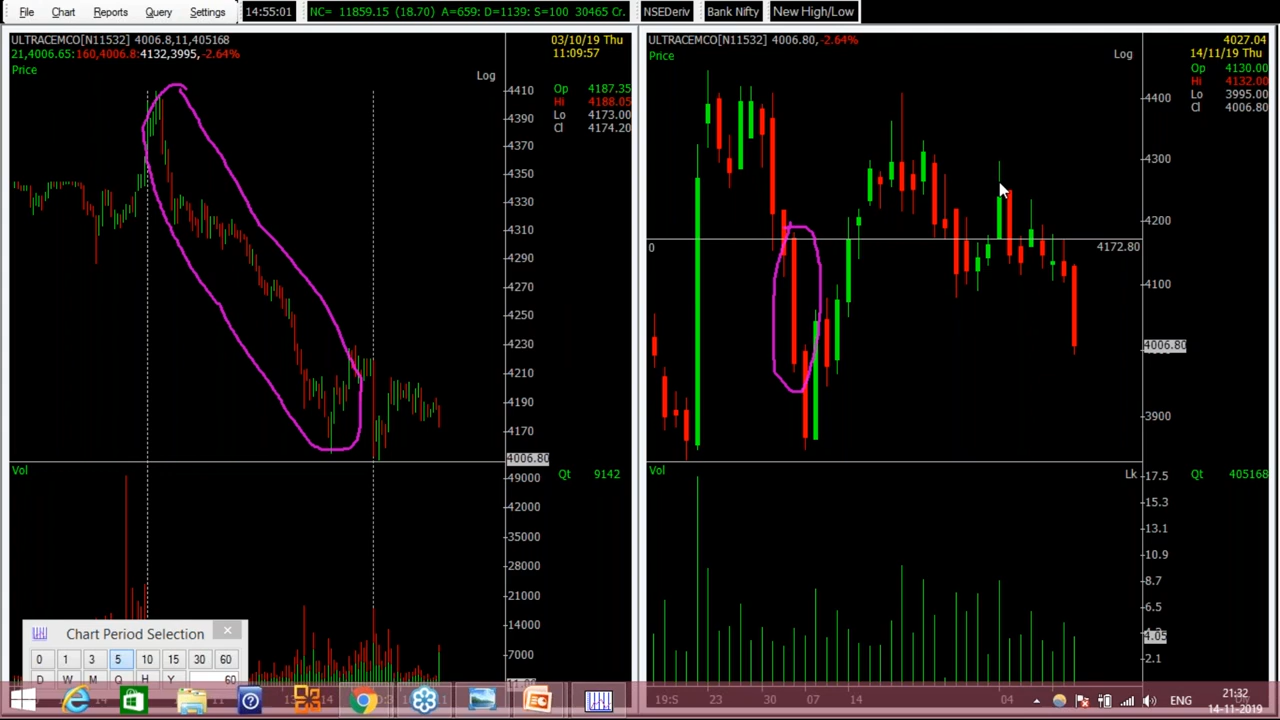 File Chart Reports Query Settings 14:55:01 NC= 11859.15 (18.70) A=659: D=1139: S=100 30465 Cr. NSEDeriv Bank Nifty New High/Low
ULTRACEMCO[N11532] 4006.8,11,405168
21,4006.65:160,4006.8:4132,3995,-2.64%
Price
03/10/19 Thu
11:09:57
Log
Op 4187.35
Hi 4188.05
Lo 4173.00
Cl 4174.20
4410
4390
4370
4350
4330
4310
4290
4270
4250
4230
4210
4190
4170
4006.80
Vol
Qt 9142
49000
42000
35000
28000
21000
14000
7000
Chart Period Selection
0 1 3 5 10 15 30 60
D W M Q H Y 60
ULTRACEMCO[N11532] 4006.80,-2.64%
Price
4027.04
14/11/19 Thu
Log
Op 4130.00
Hi 4132.00
Lo 3995.00
Cl 4006.80
4400
4300
4200
0
4172.80
4100
4006.80
3900
Vol
Lk
Qt 405168
17.5
15.3
13.1
10.9
8.7
6.5
4.05
2.1
19:5 23 30 07 14 04
ENG
21:32
14-11-2019